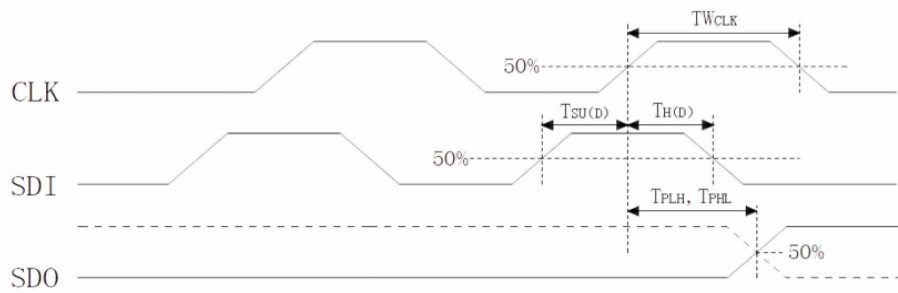 TWCLK
50%
CLK
TSU(D) TH(D)
50%
SDI
TPLH, TPHL
50%
SDO